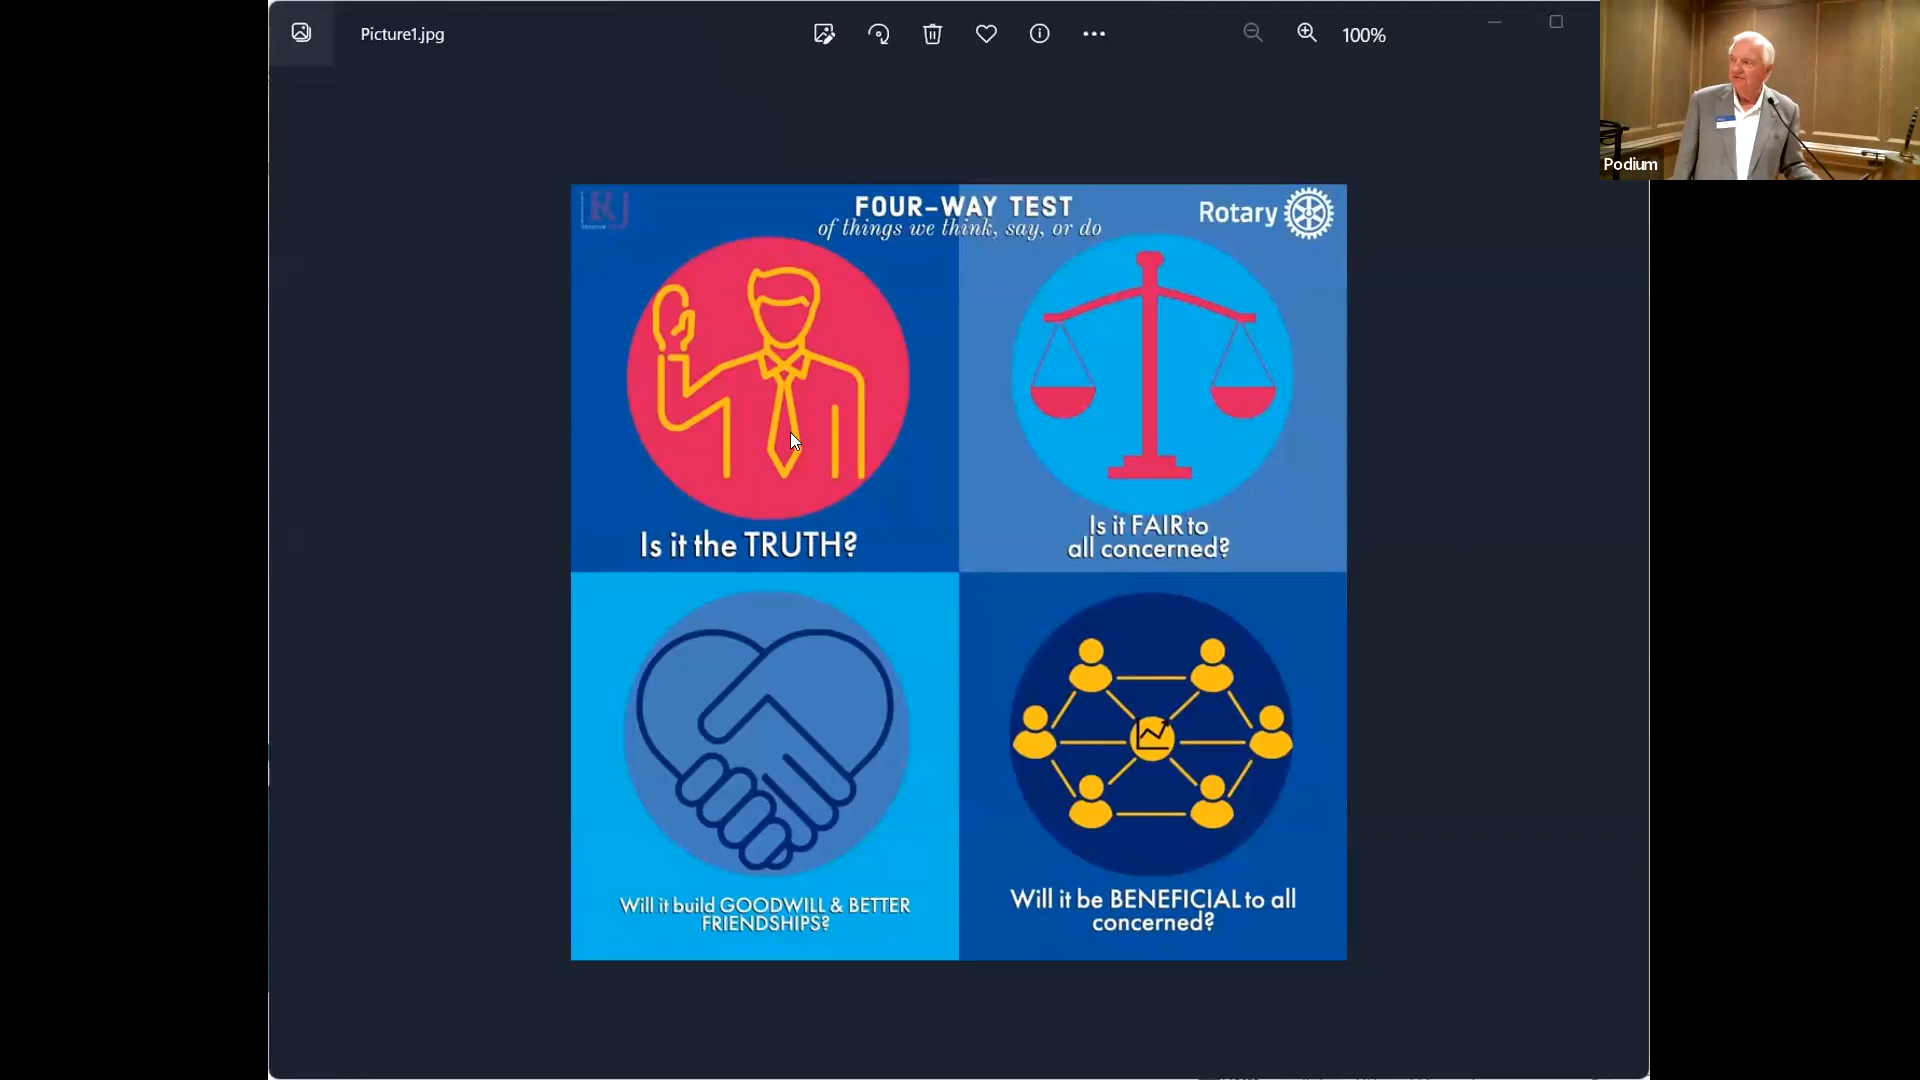 Picture1.jpg
100%
Podium
FOUR-WAY TEST
of things we think, say, or do
Rotary
RJ
Is it the TRUTH?
Is it FAIR to
all concerned?
Will it build GOODWILL & BETTER
FRIENDSHIPS?
Will it be BENEFICIAL to all
concerned?